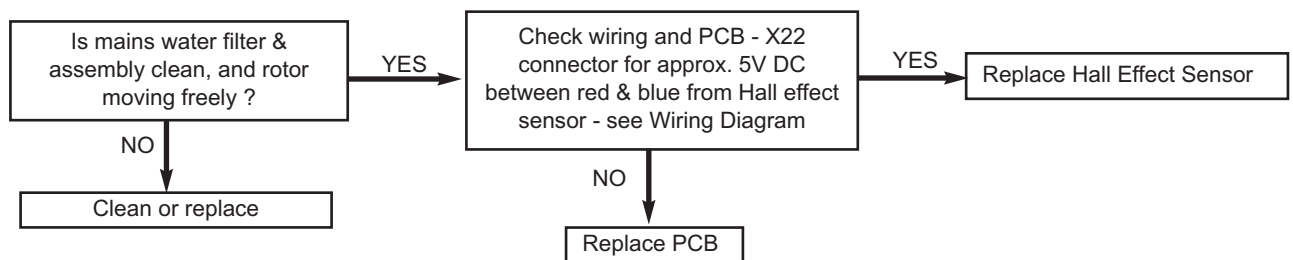 Is mains water filter &
assembly clean, and rotor
moving freely ?
YES
Check wiring and PCB - X22
connector for approx. 5V DC
between red & blue from Hall effect
sensor - see Wiring Diagram
YES
Replace Hall Effect Sensor
NO
Clean or replace
NO
Replace PCB